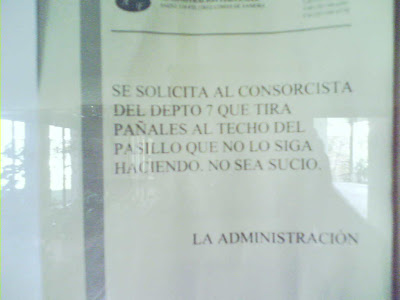 SE SOLICITA AL CONSORCISTA
DEL DEPTO 7 QUE TIRA
PAÑALES AL TECHO DEL
PASILLO QUE NO LO SIGA
HACIENDO. NO SEA SUCIO.
LA ADMINISTRACIÓN